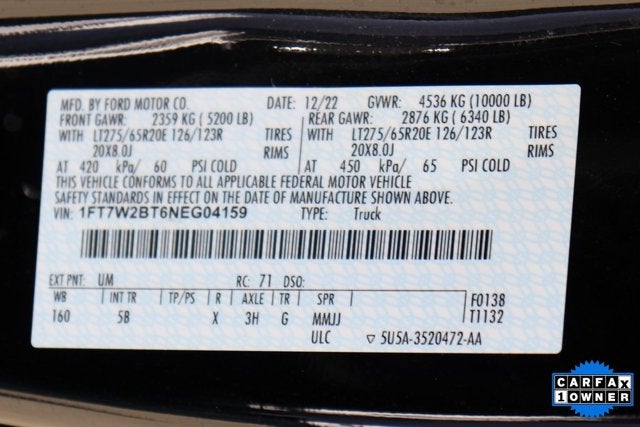 MFD. BY FORD MOTOR CO. DATE: 12/22 GVWR: 4536 KG (10000 LB)
FRONT GAWR: 2359 KG ( 5200 LB) REAR GAWR: 2876 KG ( 6340 LB)
WITH LT275/65R20E 126/123R TIRES WITH LT275/65R20E 126/123R TIRES
20X8.0J RIMS 20X8.0J RIMS
AT 420 kPa/ 60 PSI COLD AT 450 kPa/ 65 PSI COLD
THIS VEHICLE CONFORMS TO ALL APPLICABLE FEDERAL MOTOR VEHICLE
SAFETY STANDARDS IN EFFECT ON THE DATE OF MANUFACTURE SHOWN ABOVE.
VIN: 1FT7W2BT6NEG04159 TYPE: Truck
EXT PNT: UM RC: 71 DSO:
WB INT TR TP/PS R AXLE TR SPR F0138
160 5B X 3H G MMJJ T1132
ULC ▽ 5U5A-3520472-AA
CARFAX
1 OWNER